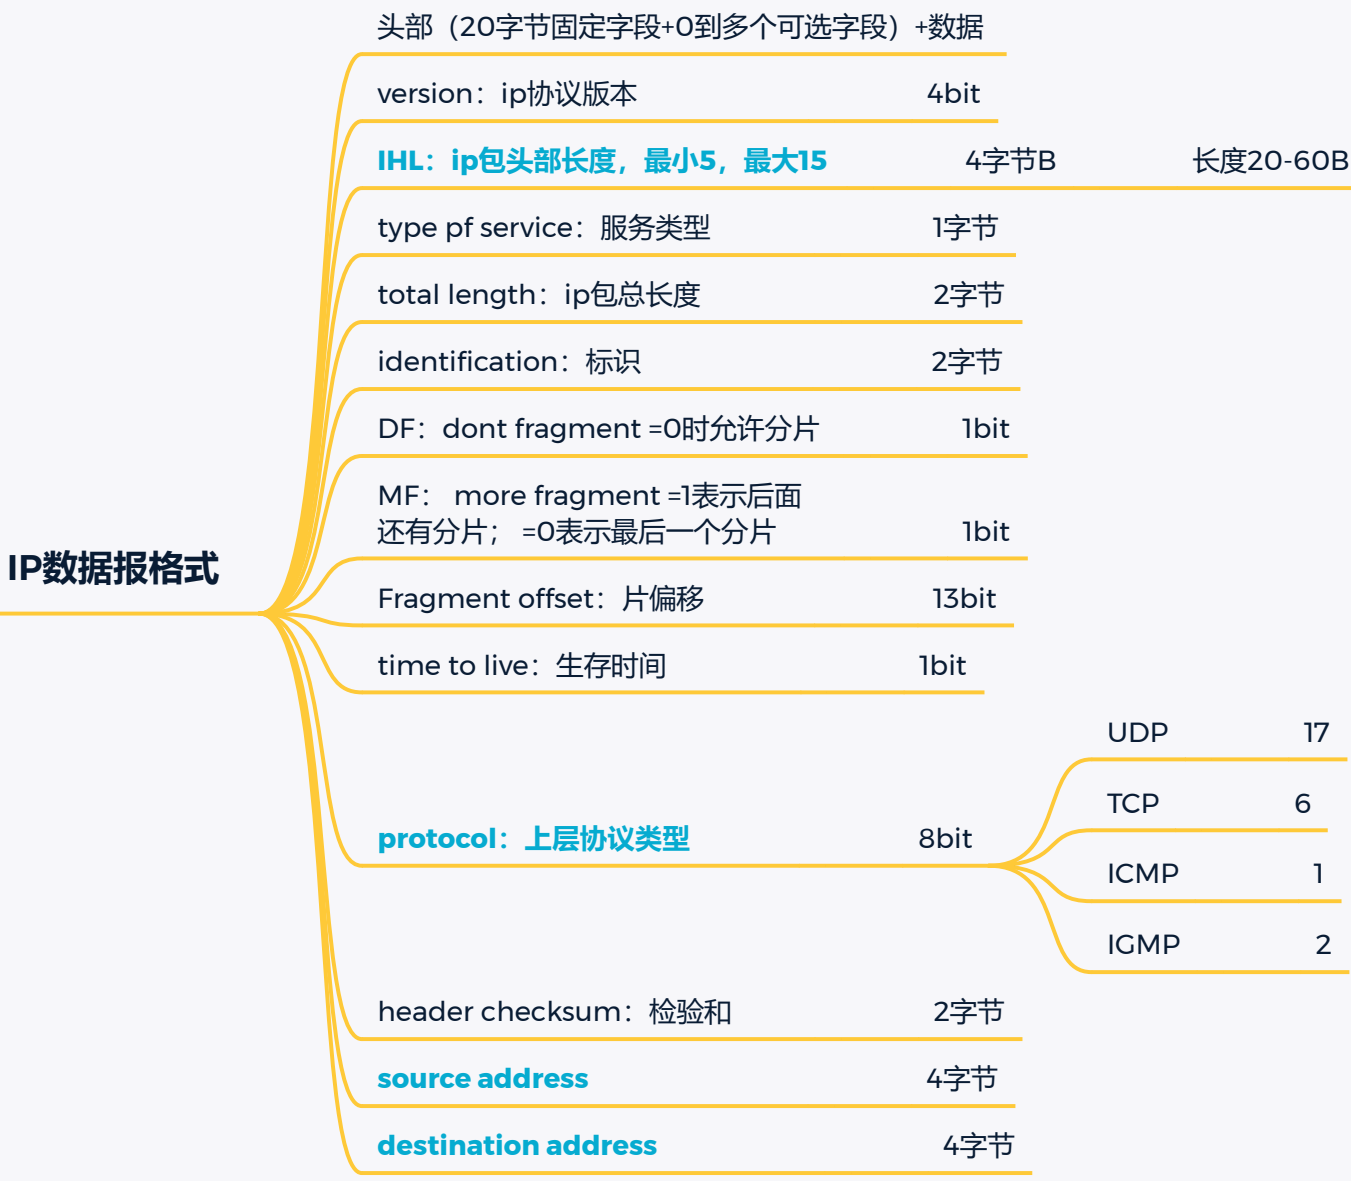 头部（20字节固定字段+0到多个可选字段）+数据
version：ip协议版本 4bit
IHL：ip包头部长度，最小5，最大15 4字节B 长度20-60B
type pf service：服务类型 1字节
total length：ip包总长度 2字节
identification：标识 2字节
DF：dont fragment =0时允许分片 1bit
MF： more fragment =1表示后面
还有分片； =0表示最后一个分片 1bit
IP数据报格式
Fragment offset：片偏移 13bit
time to live：生存时间 1bit
protocol：上层协议类型 8bit
UDP 17
TCP 6
ICMP 1
IGMP 2
header checksum：检验和 2字节
source address 4字节
destination address 4字节